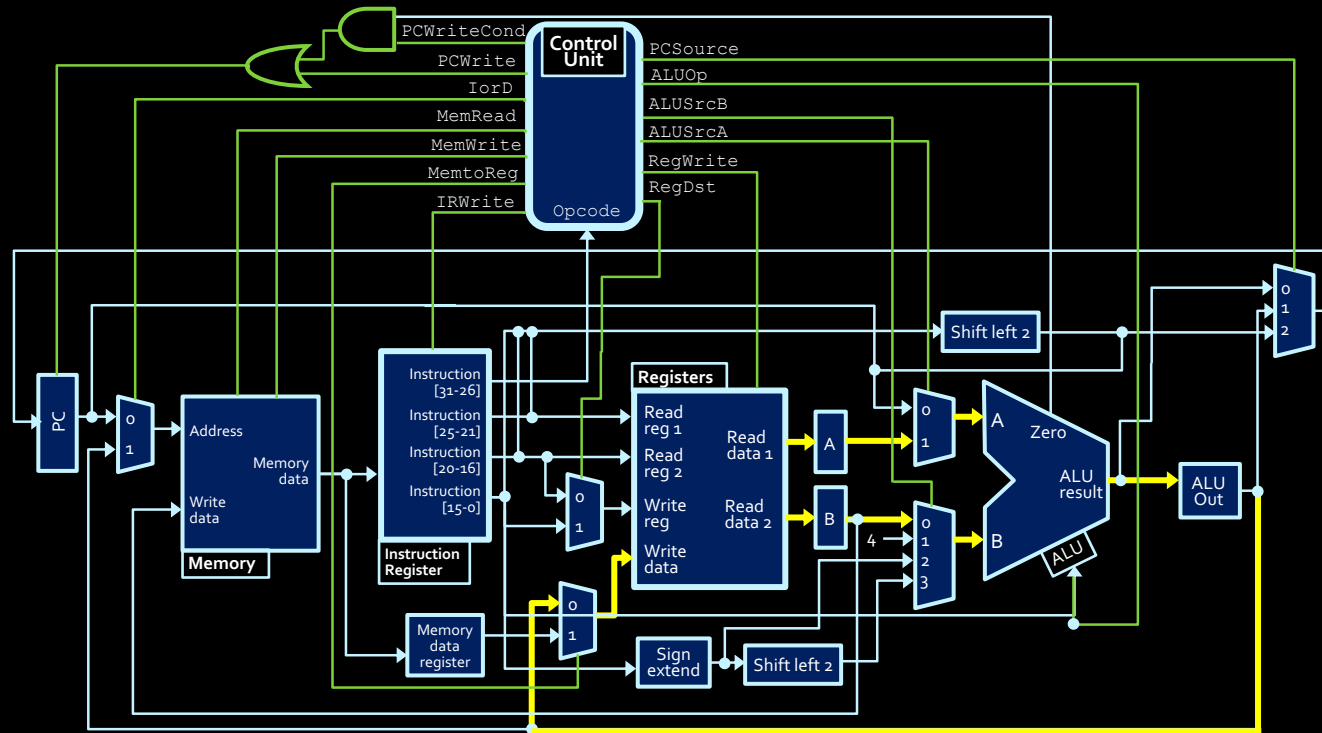 PCWriteCond
PCWrite
IorD
MemRead
MemWrite
MemtoReg
IRWrite
Control
Unit
Opcode
PCSource
ALUOp
ALUSrcB
ALUSrcA
RegWrite
RegDst
PC
0
1
Address
Memory
data
Write
data
Memory
Instruction
[31-26]
Instruction
[25-21]
Instruction
[20-16]
Instruction
[15-0]
Instruction
Register
Memory
data
register
0
1
0
1
Registers
Read
reg 1
Read
reg 2
Write
reg
Write
data
Read
data 1
Read
data 2
A
B
Sign
extend
Shift left 2
Shift left 2
0
1
4
0
1
2
3
A
B
Zero
ALU
result
ALU
ALU
Out
0
1
2